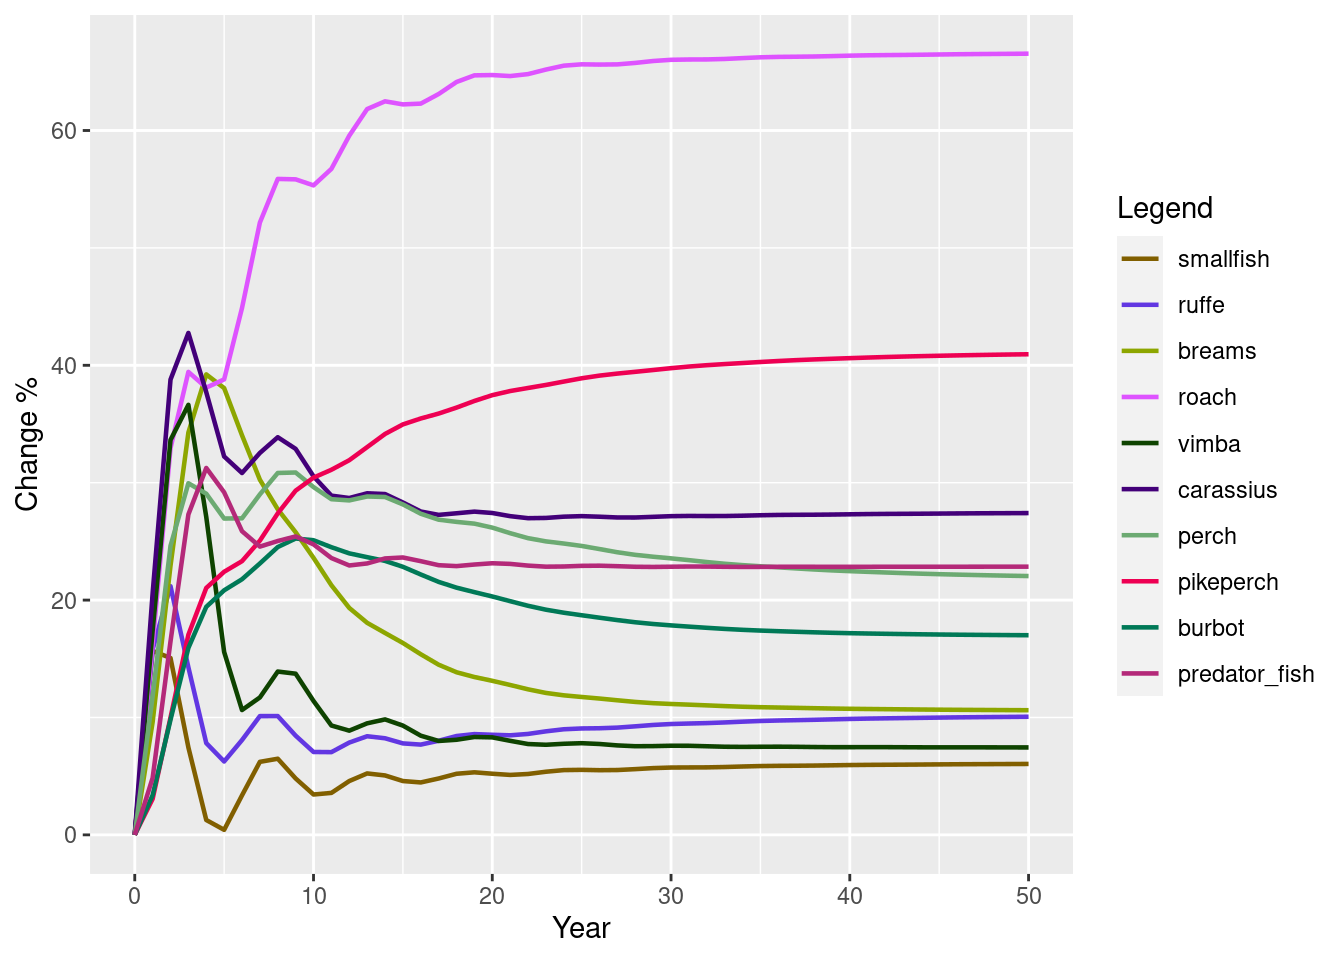 Change %
60
40
20
0
0 10 20 30 40 50
Year
Legend
smallfish
ruffe
breams
roach
vimba
carassius
perch
pikeperch
burbot
predator_fish